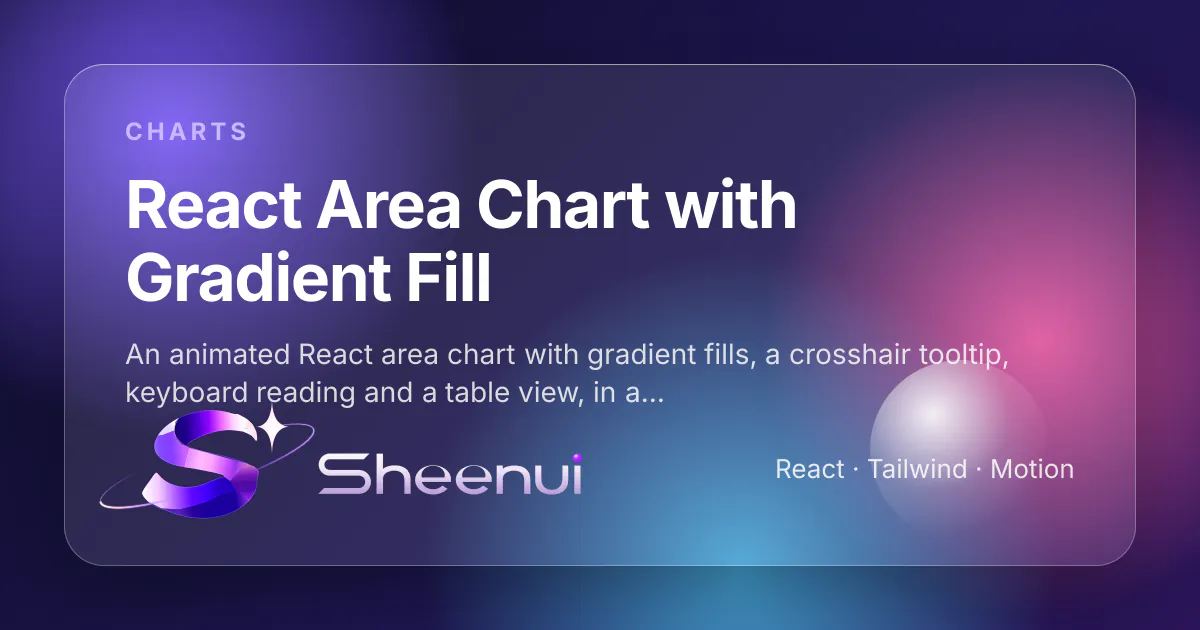 CHARTS
React Area Chart with
Gradient Fill
An animated React area chart with gradient fills, a crosshair tooltip,
keyboard reading and a table view, in a...
Sheenui
React · Tailwind · Motion